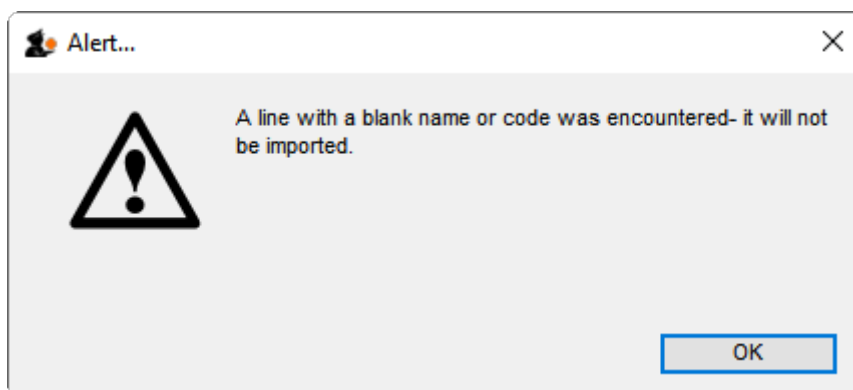 Alert...
A line with a blank name or code was encountered- it will not
be imported.
OK